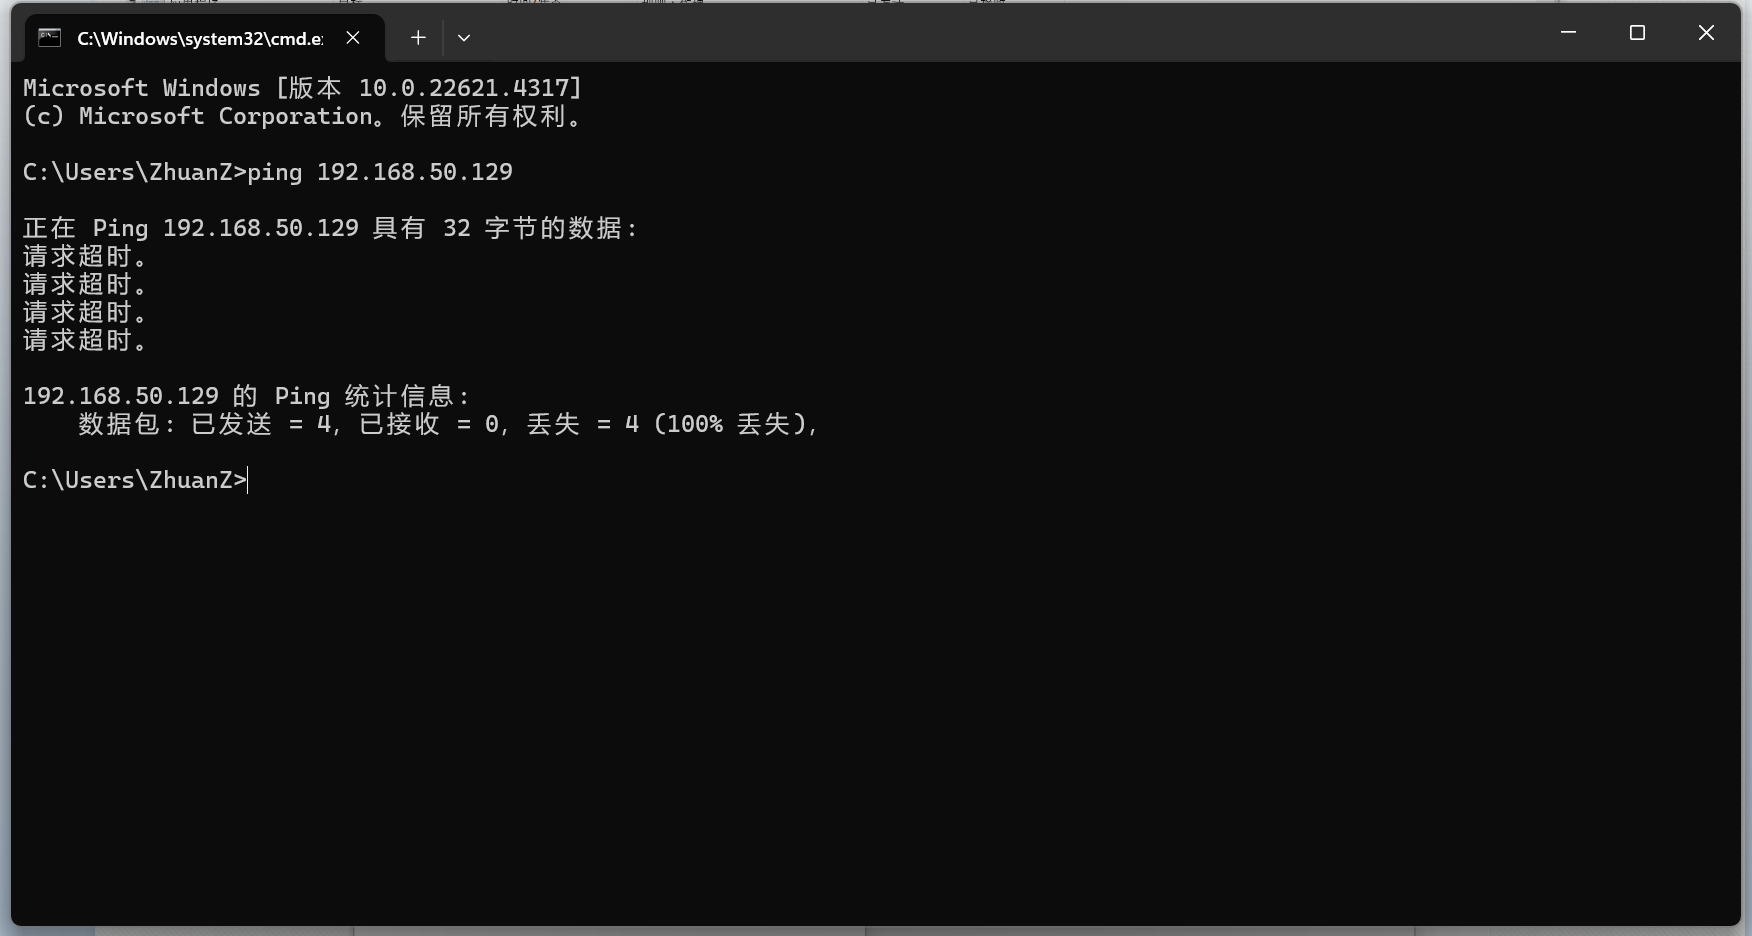 C:\Windows\system32\cmd.e
Microsoft Windows [版本 10.0.22621.4317]
(c) Microsoft Corporation。保留所有权利。
C:\Users\ZhuanZ>ping 192.168.50.129
正在 Ping 192.168.50.129 具有 32 字节的数据:
请求超时。
请求超时。
请求超时。
请求超时。
192.168.50.129 的 Ping 统计信息:
数据包: 已发送 = 4，已接收 = 0，丢失 = 4 (100% 丢失)，
C:\Users\ZhuanZ>